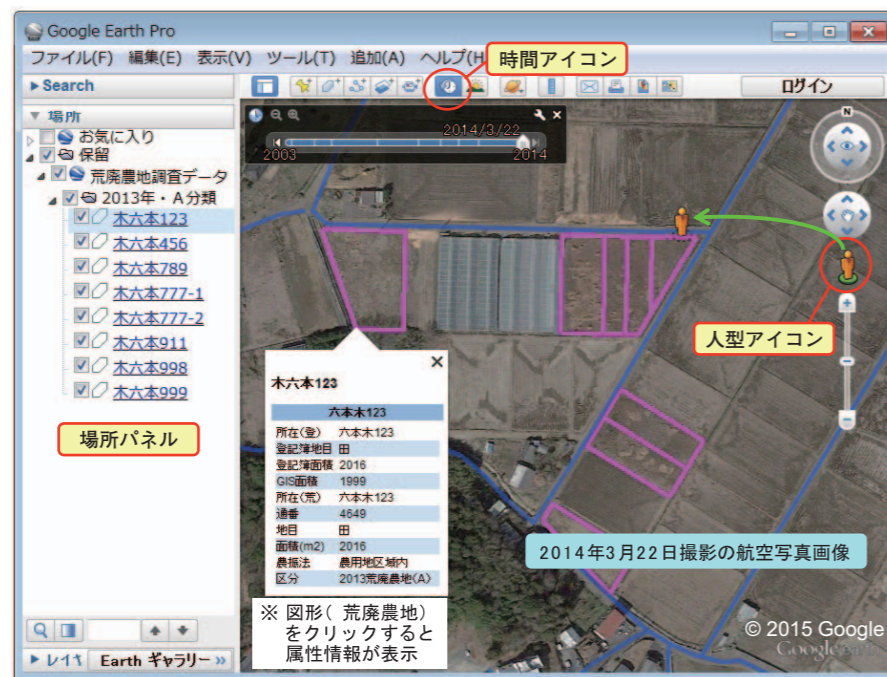 Google Earth Pro
ファイル(F) 編集(E) 表示(V) ツール(T) 追加(A) ヘルプ(H
時間アイコン
Search
ログイン
場所
お気に入り
保留
荒廃農地調査データ
2013年・A分類
木六本123
木六本456
木六本789
木六本777-1
木六本777-2
木六本911
木六本998
木六本999
場所パネル
2014/3/22
2003
2014
N
人型アイコン
木六本123
六本木123
所在(登) 六本木123
登記簿地目 田
登記簿面積 2016
GIS面積 1999
所在(荒) 六本木123
通番 4649
地目 田
面積(m2) 2016
農振法 農用地区域内
区分 2013荒廃農地(A)
※ 図形( 荒廃農地)
をクリックすると
属性情報が表示
2014年3月22日撮影の航空写真画像
© 2015 Google
Google earth
レイヤ
Earth ギャラリー »